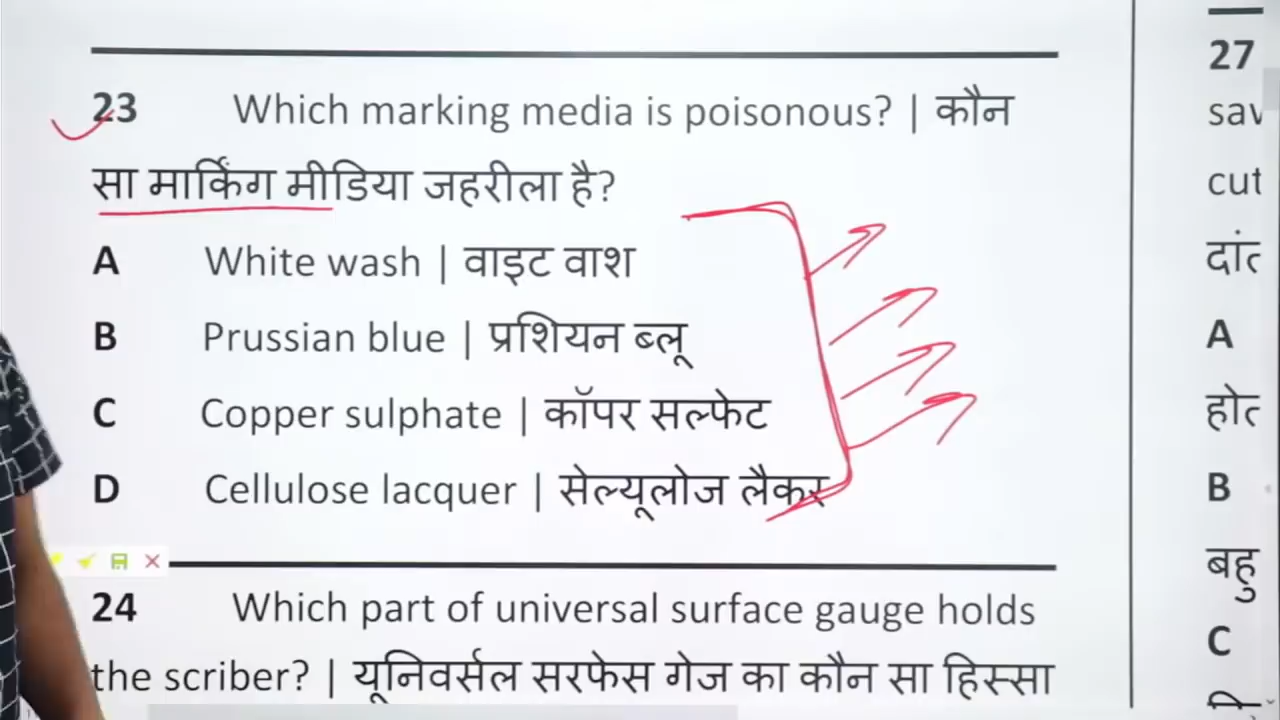 23 Which marking media is poisonous? | कौन
सा मार्किंग मीडिया जहरीला है?
A White wash | वाइट वाश
B Prussian blue | प्रशियन ब्लू
C Copper sulphate | कॉपर सल्फेट
D Cellulose lacquer | सेल्यूलोज लैकर
24 Which part of universal surface gauge holds
the scriber? | यूनिवर्सल सरफेस गेज का कौन सा हिस्सा
27
cut
A
B
बहु
C